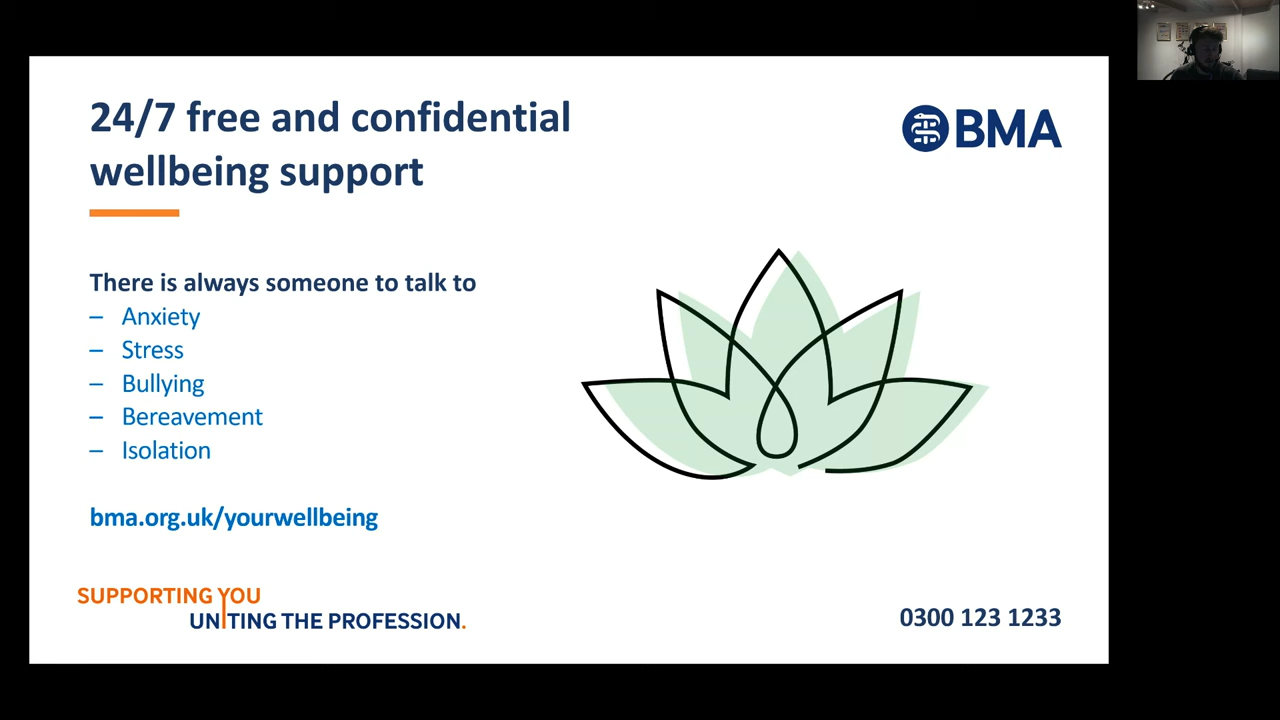 24/7 free and confidential
wellbeing support
BMA
There is always someone to talk to
– Anxiety
– Stress
– Bullying
– Bereavement
– Isolation
bma.org.uk/yourwellbeing
SUPPORTING YOU
UNITING THE PROFESSION.
0300 123 1233